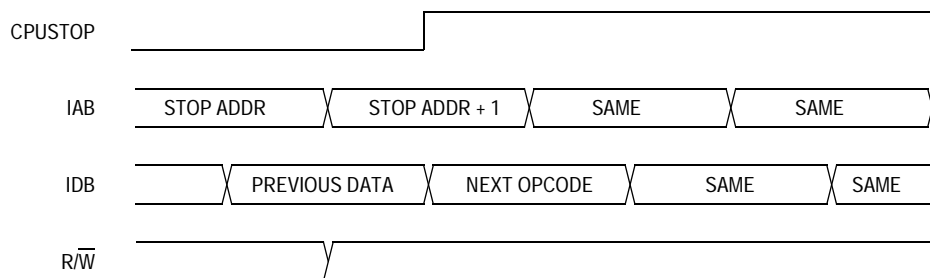 CPUSTOP
IAB STOP ADDR STOP ADDR + 1 SAME SAME
IDB PREVIOUS DATA NEXT OPCODE SAME SAME
R/W̅